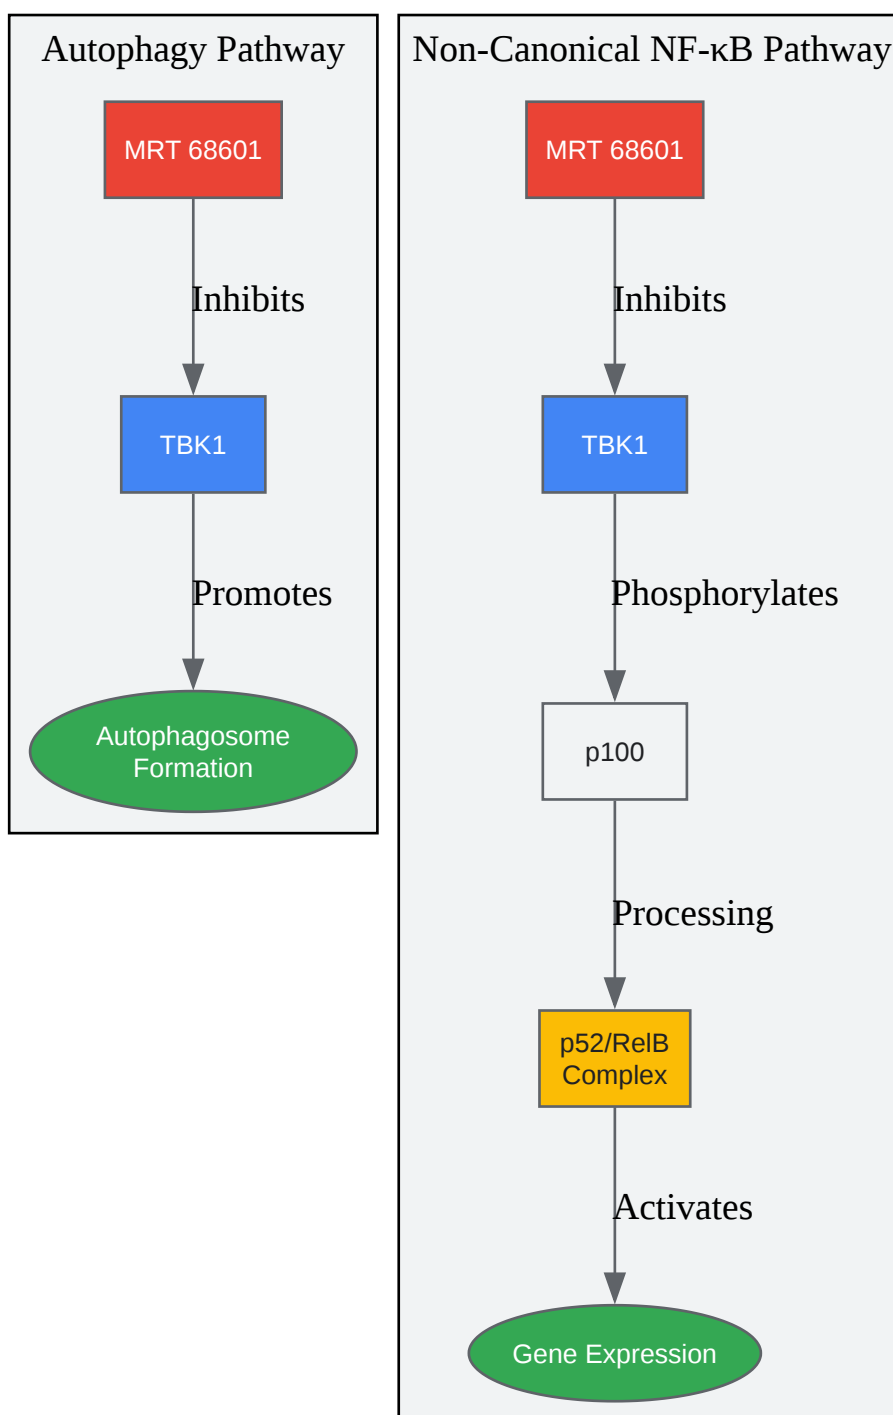 Autophagy Pathway
MRT 68601
Inhibits
TBK1
Promotes
Autophagosome
Formation
Non-Canonical NF-κB Pathway
MRT 68601
Inhibits
TBK1
Phosphorylates
p100
Processing
p52/RelB
Complex
Activates
Gene Expression